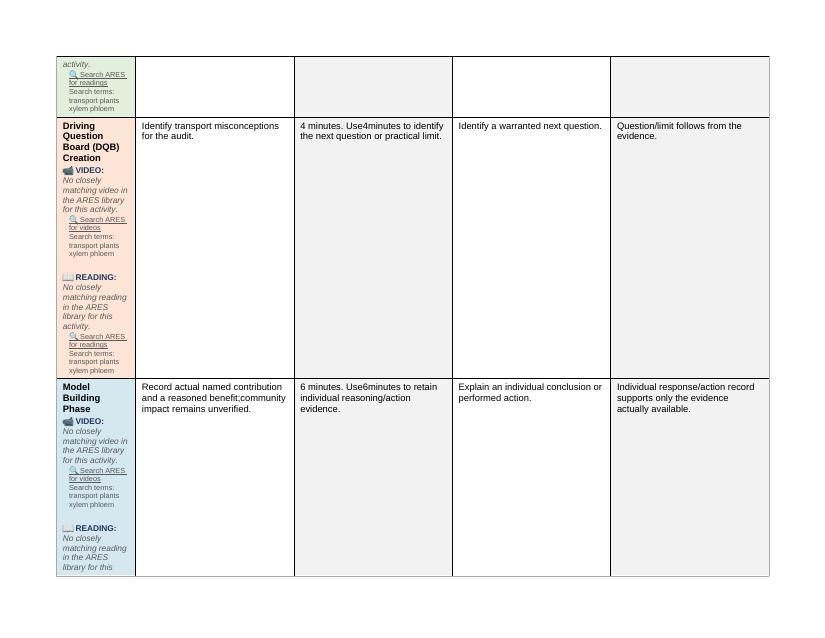 activity.
🔍 Search ARES
for readings
Search terms:
transport plants
xylem phloem
Driving
Question
Board (DQB)
Creation
📹 VIDEO:
No closely
matching video in
the ARES library
for this activity.
🔍 Search ARES
for videos
Search terms:
transport plants
xylem phloem
📖 READING:
No closely
matching reading
in the ARES
library for this
activity.
🔍 Search ARES
for readings
Search terms:
transport plants
xylem phloem
Identify transport misconceptions
for the audit.
4 minutes. Use4minutes to identify
the next question or practical limit.
Identify a warranted next question.
Question/limit follows from the
evidence.
Model
Building
Phase
📹 VIDEO:
No closely
matching video in
the ARES library
for this activity.
🔍 Search ARES
for videos
Search terms:
transport plants
xylem phloem
📖 READING:
No closely
matching reading
in the ARES
library for this
Record actual named contribution
and a reasoned benefit;community
impact remains unverified.
6 minutes. Use6minutes to retain
individual reasoning/action
evidence.
Explain an individual conclusion or
performed action.
Individual response/action record
supports only the evidence
actually available.